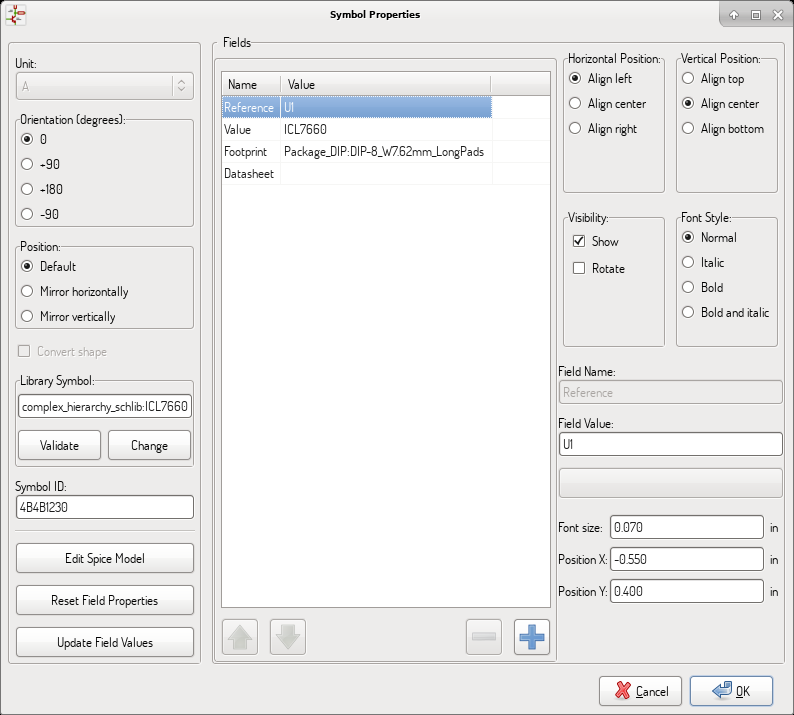 Symbol Properties
Unit:
A
Orientation (degrees):
0
+90
+180
-90
Position:
Default
Mirror horizontally
Mirror vertically
Convert shape
Library Symbol:
complex_hierarchy_schlib:ICL7660
Validate
Change
Symbol ID:
4B4B1230
Edit Spice Model
Reset Field Properties
Update Field Values
Fields
Name Value
Reference U1
Value ICL7660
Footprint Package_DIP:DIP-8_W7.62mm_LongPads
Datasheet
Horizontal Position:
Align left
Align center
Align right
Vertical Position:
Align top
Align center
Align bottom
Visibility:
Show
Rotate
Font Style:
Normal
Italic
Bold
Bold and italic
Field Name:
Reference
Field Value:
U1
Font size: 0.070 in
Position X: -0.550 in
Position Y: 0.400 in
Cancel
OK